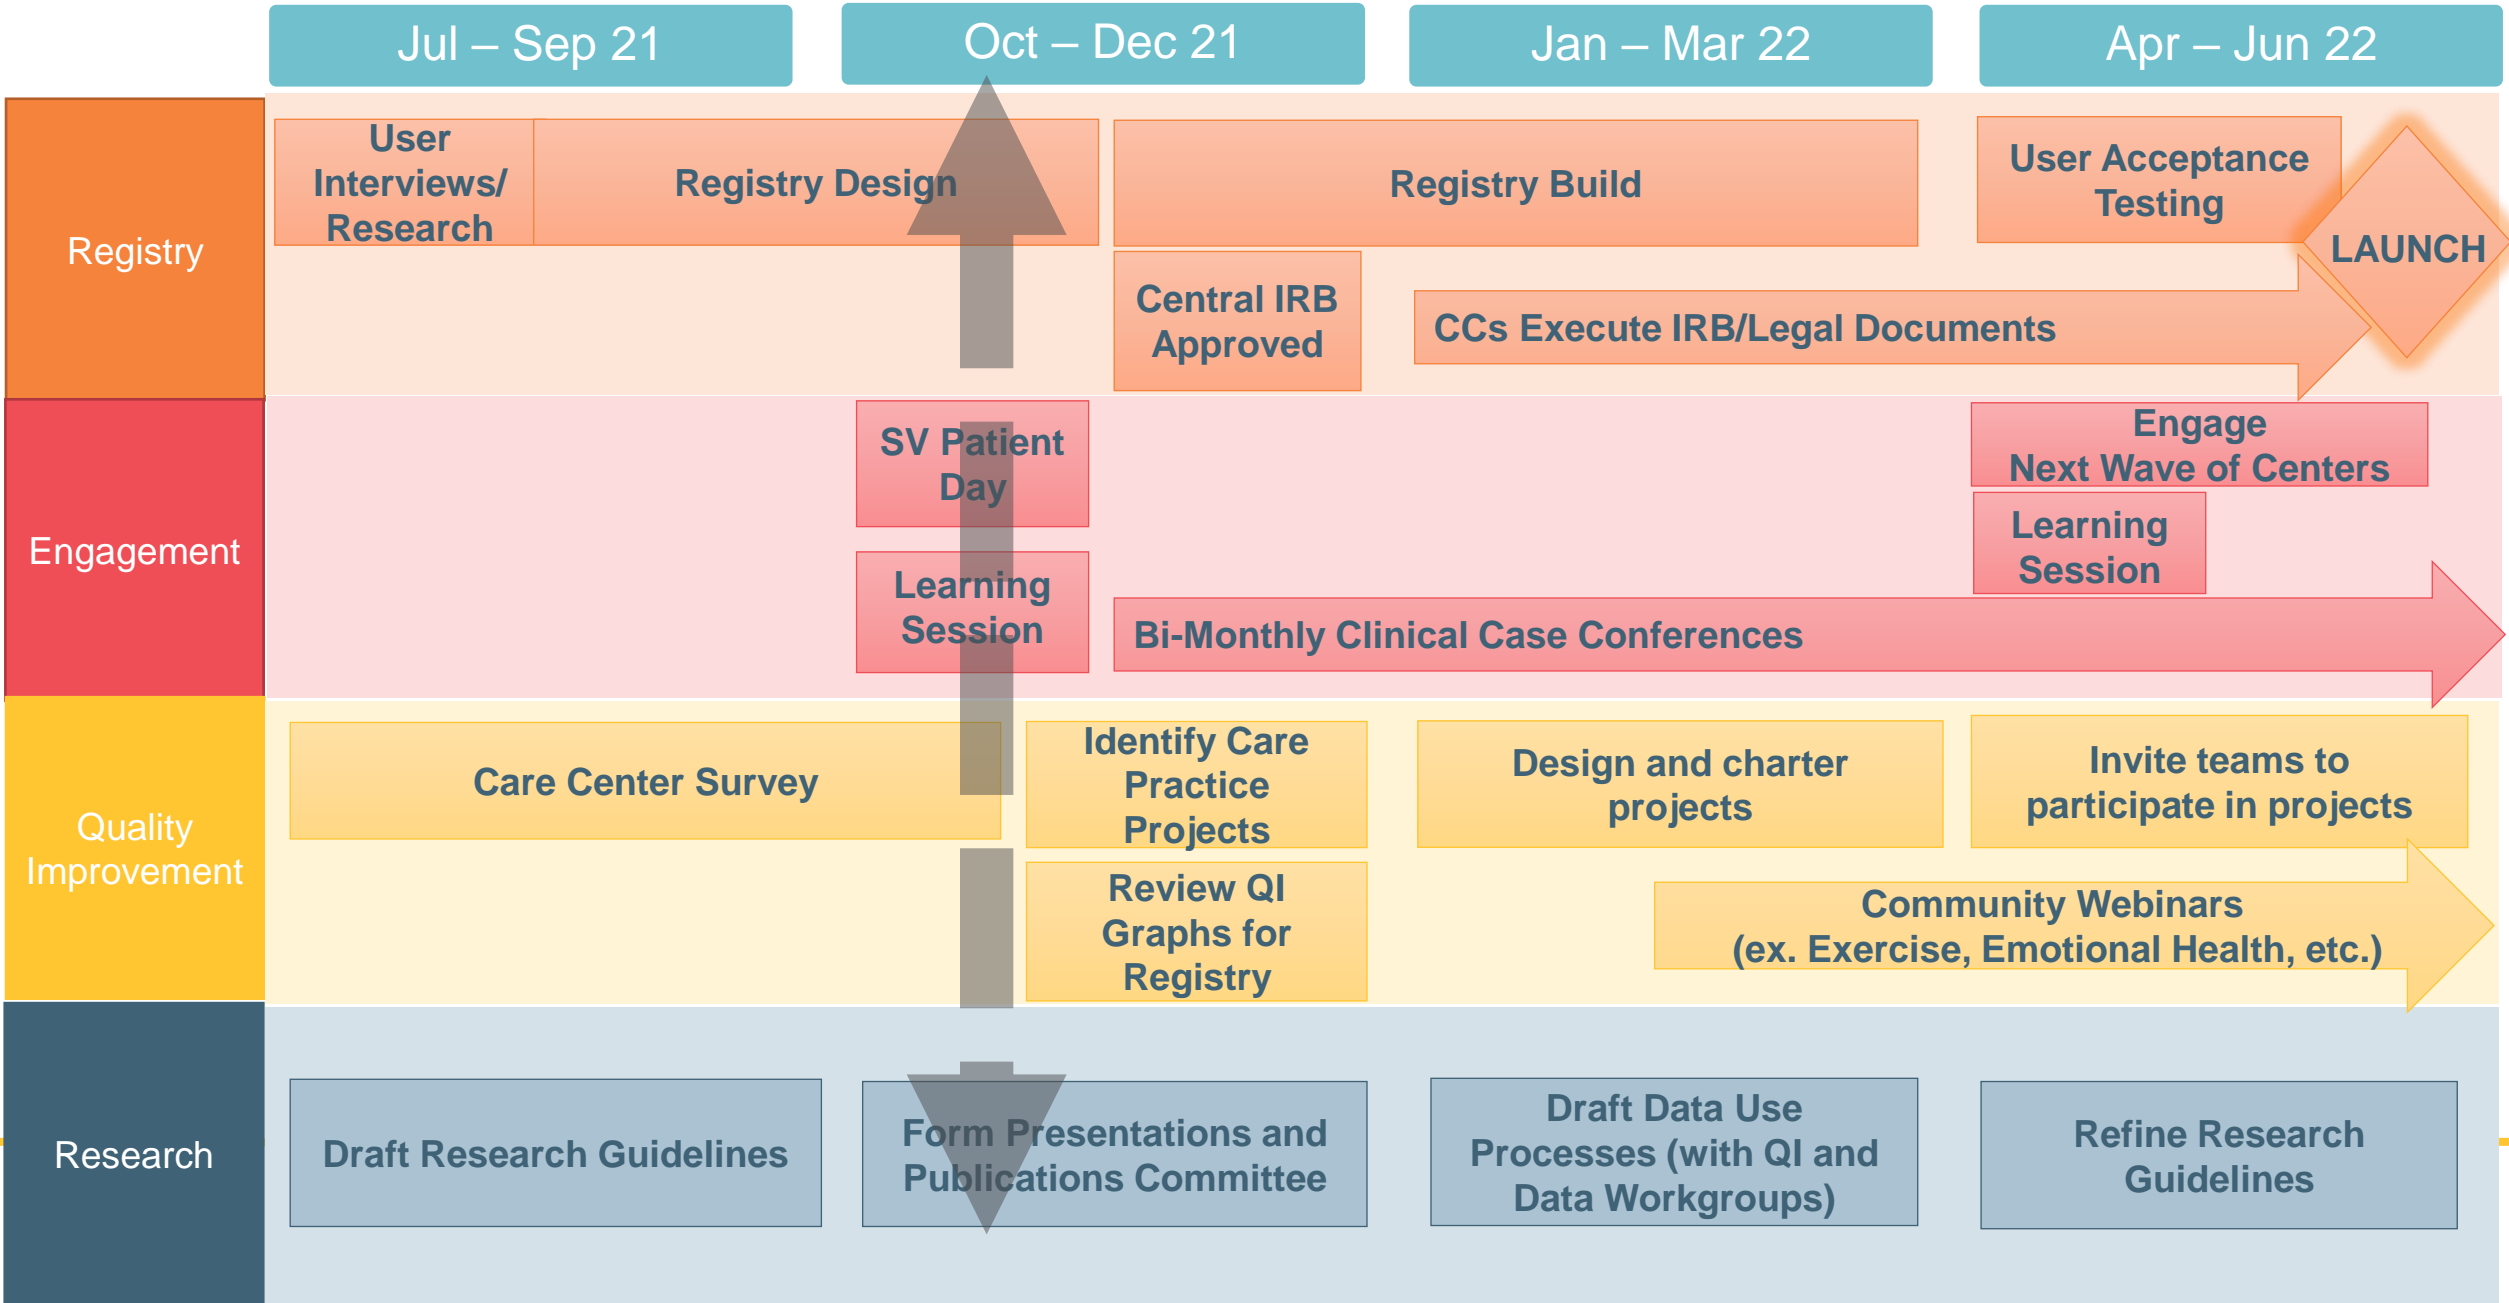 Jul – Sep 21
Oct – Dec 21
Jan – Mar 22
Apr – Jun 22
Registry
User
Interviews/
Research
Registry Design
Registry Build
User Acceptance
Testing
LAUNCH
Central IRB
Approved
CCs Execute IRB/Legal Documents
Engagement
SV Patient
Day
Engage
Next Wave of Centers
Learning
Session
Learning
Session
Bi-Monthly Clinical Case Conferences
Quality
Improvement
Care Center Survey
Identify Care
Practice
Projects
Design and charter
projects
Invite teams to
participate in projects
Review QI
Graphs for
Registry
Community Webinars
(ex. Exercise, Emotional Health, etc.)
Research
Draft Research Guidelines
Form Presentations and
Publications Committee
Draft Data Use
Processes (with QI and
Data Workgroups)
Refine Research
Guidelines